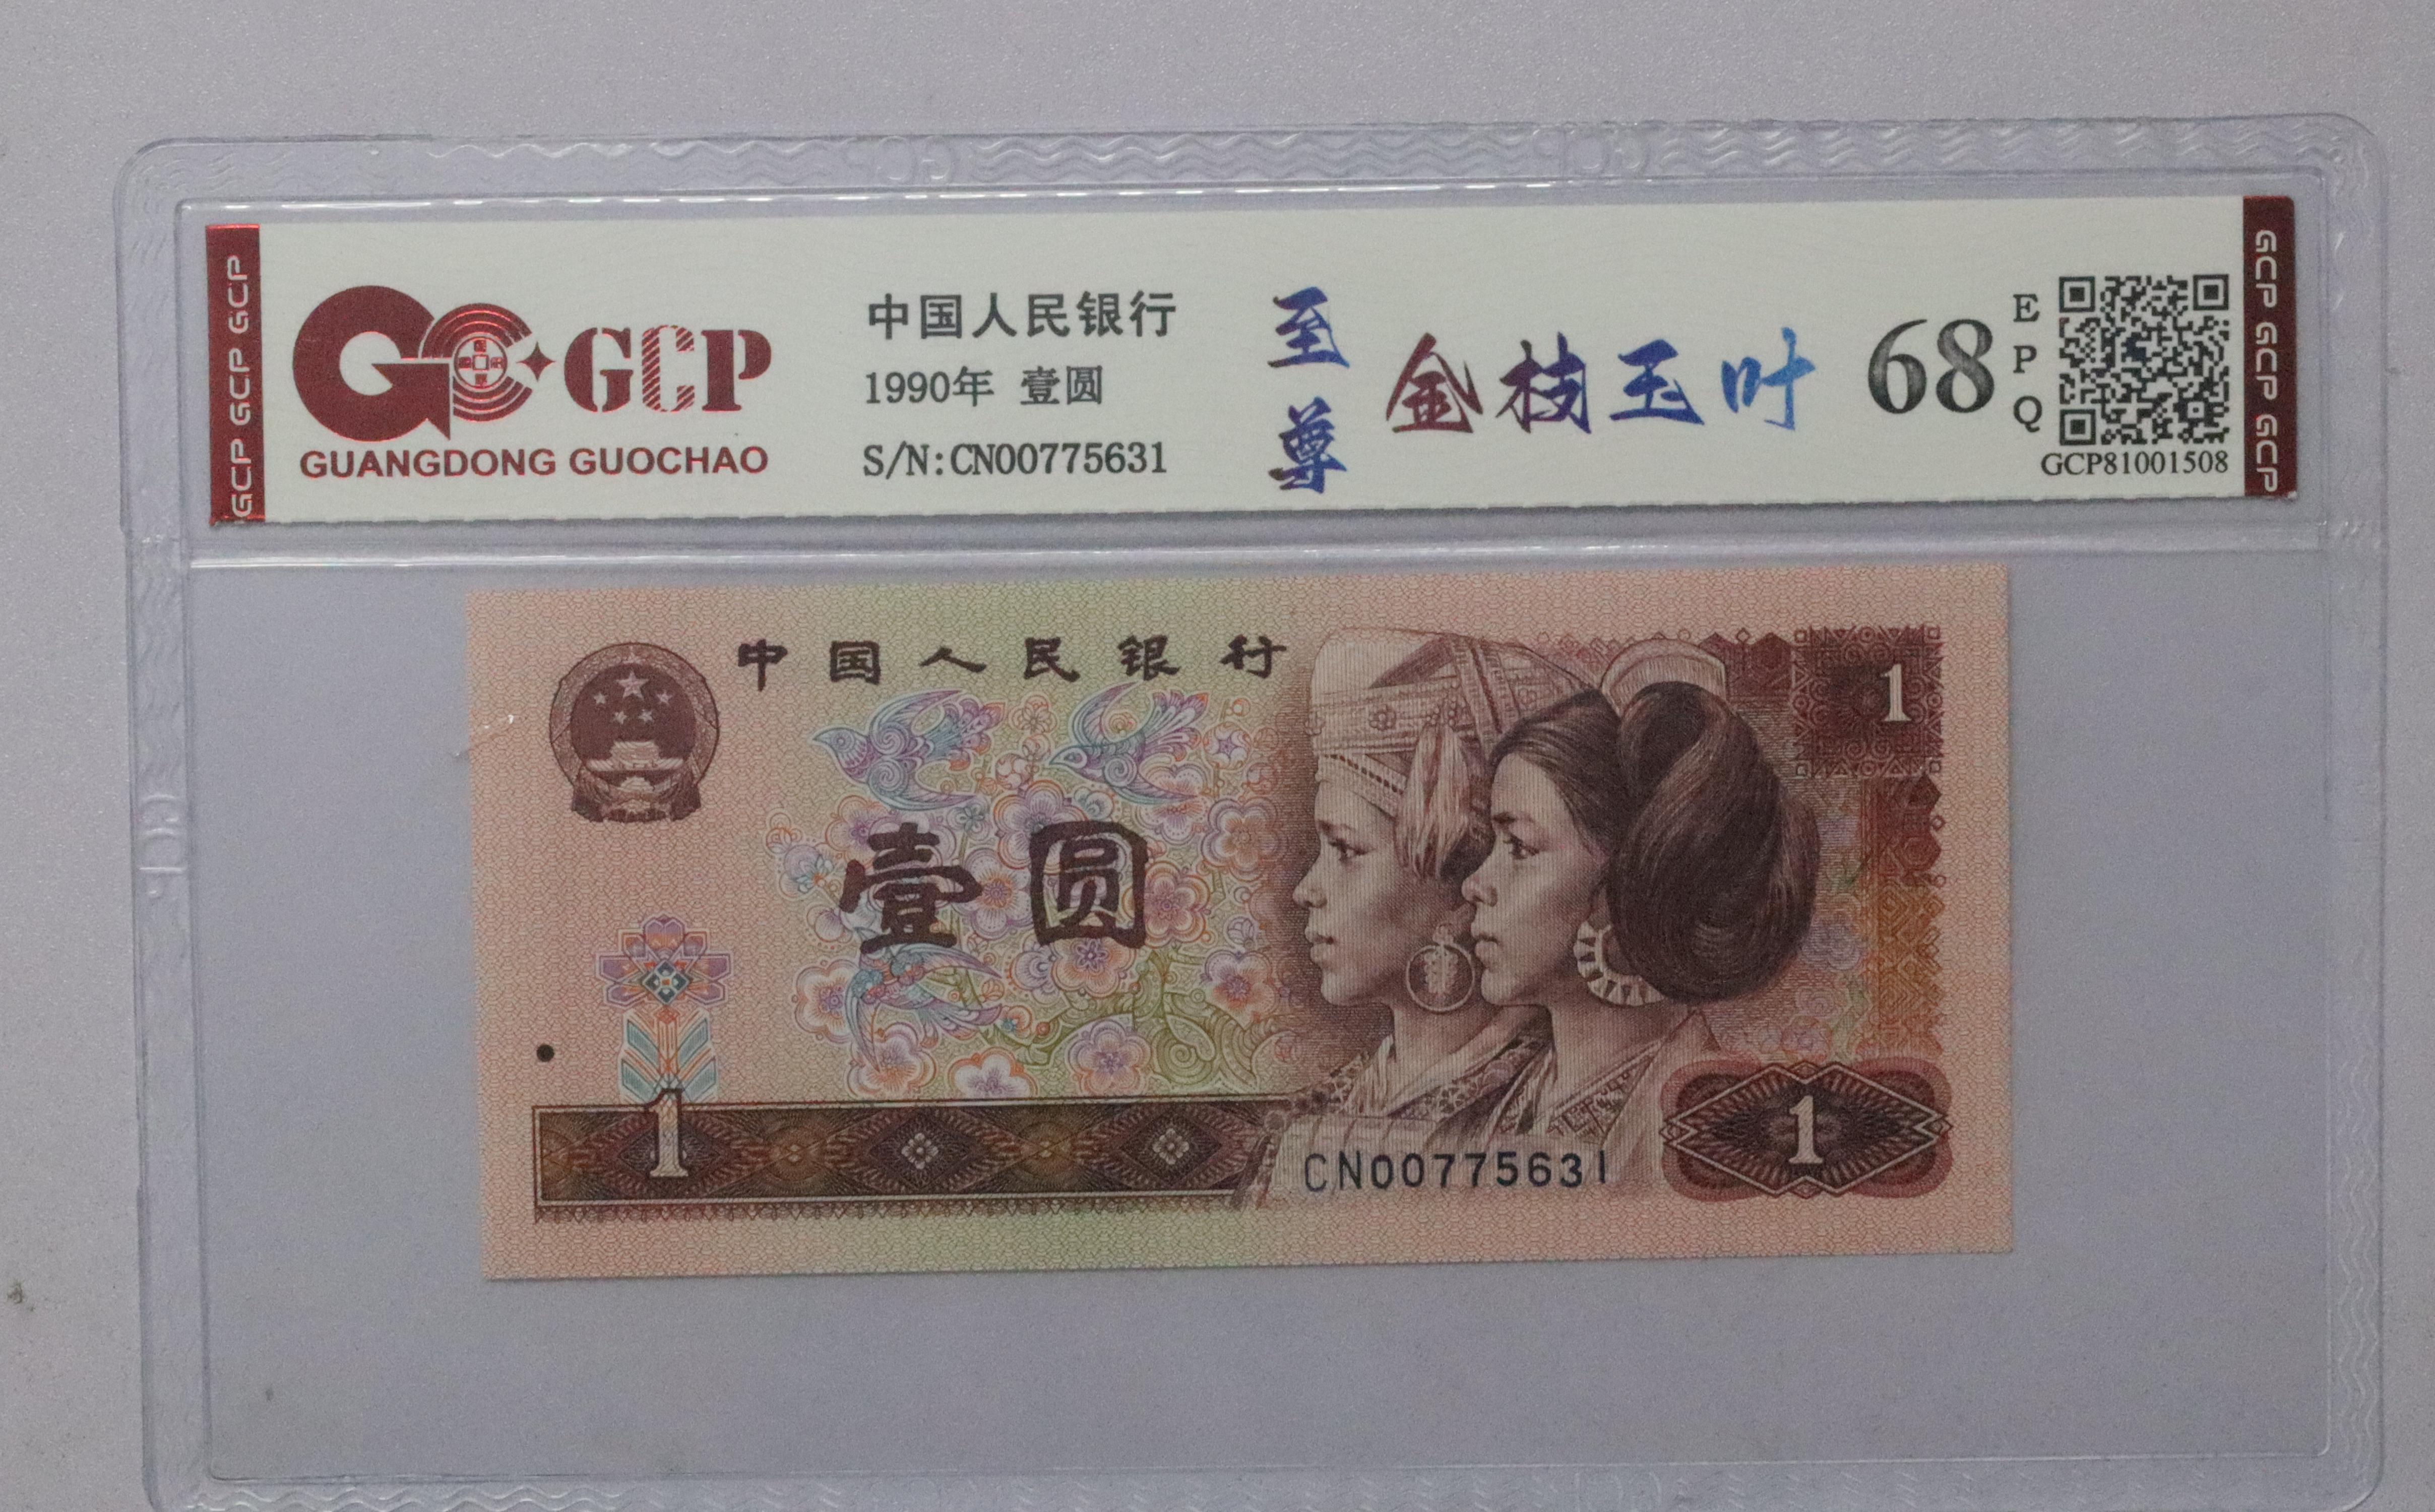 GCP GCP GCP
GCP
GUANGDONG GUOCHAO
中国人民银行
1990年 壹圆
S/N:CN00775631
至尊
金枝玉叶
68
EPQ
GCP81001508
GCP GCP GCP
中国人民银行
1
壹圆
1
1
CN00775631